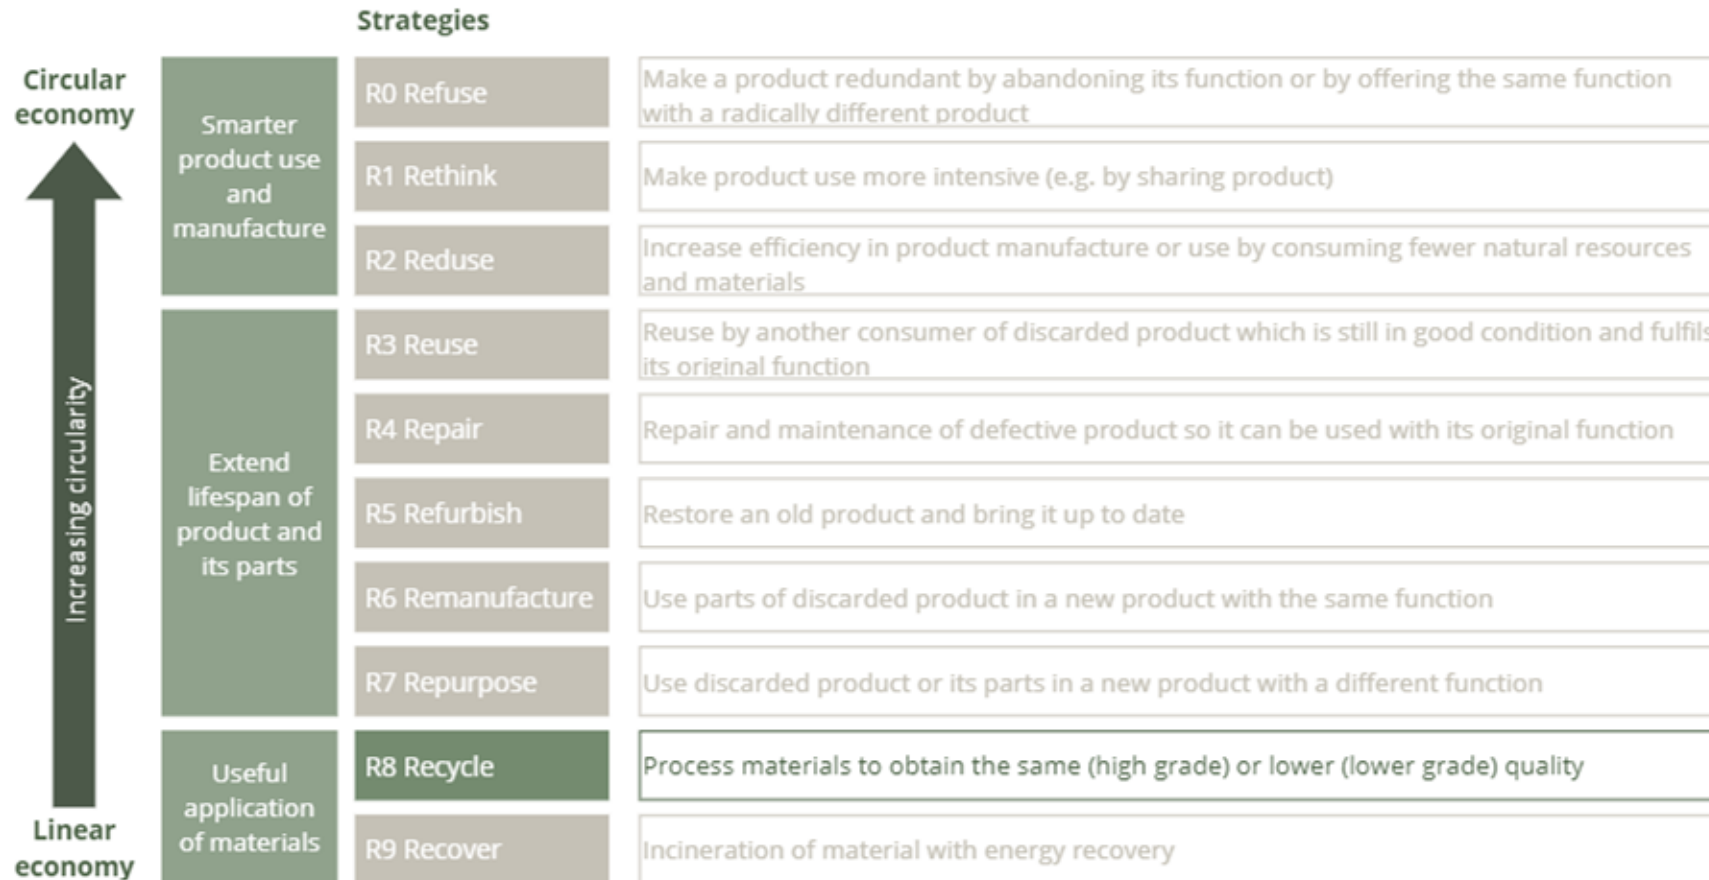 Strategies
Circular
economy
Smarter
product use
and
manufacture
R0 Refuse
Make a product redundant by abandoning its function or by offering the same function
with a radically different product
R1 Rethink
Make product use more intensive (e.g. by sharing product)
R2 Reduse
Increase efficiency in product manufacture or use by consuming fewer natural resources
and materials
Increasing circularity
Extend
lifespan of
product and
its parts
R3 Reuse
Reuse by another consumer of discarded product which is still in good condition and fulfils
its original function
R4 Repair
Repair and maintenance of defective product so it can be used with its original function
R5 Refurbish
Restore an old product and bring it up to date
R6 Remanufacture
Use parts of discarded product in a new product with the same function
R7 Repurpose
Use discarded product or its parts in a new product with a different function
Useful
application
of materials
R8 Recycle
Process materials to obtain the same (high grade) or lower (lower grade) quality
R9 Recover
Incineration of material with energy recovery
Linear
economy